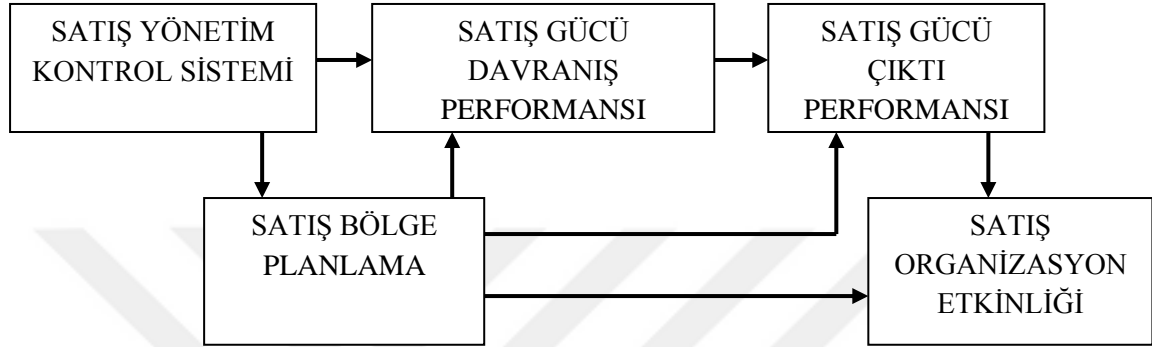 SATIŞ YÖNETİM
KONTROL SİSTEMİ
SATIŞ GÜCÜ
DAVRANIŞ
PERFORMANSI
SATIŞ GÜCÜ
ÇIKTI
PERFORMANSI
SATIŞ BÖLGE
PLANLAMA
SATIŞ
ORGANİZASYON
ETKİNLİĞİ